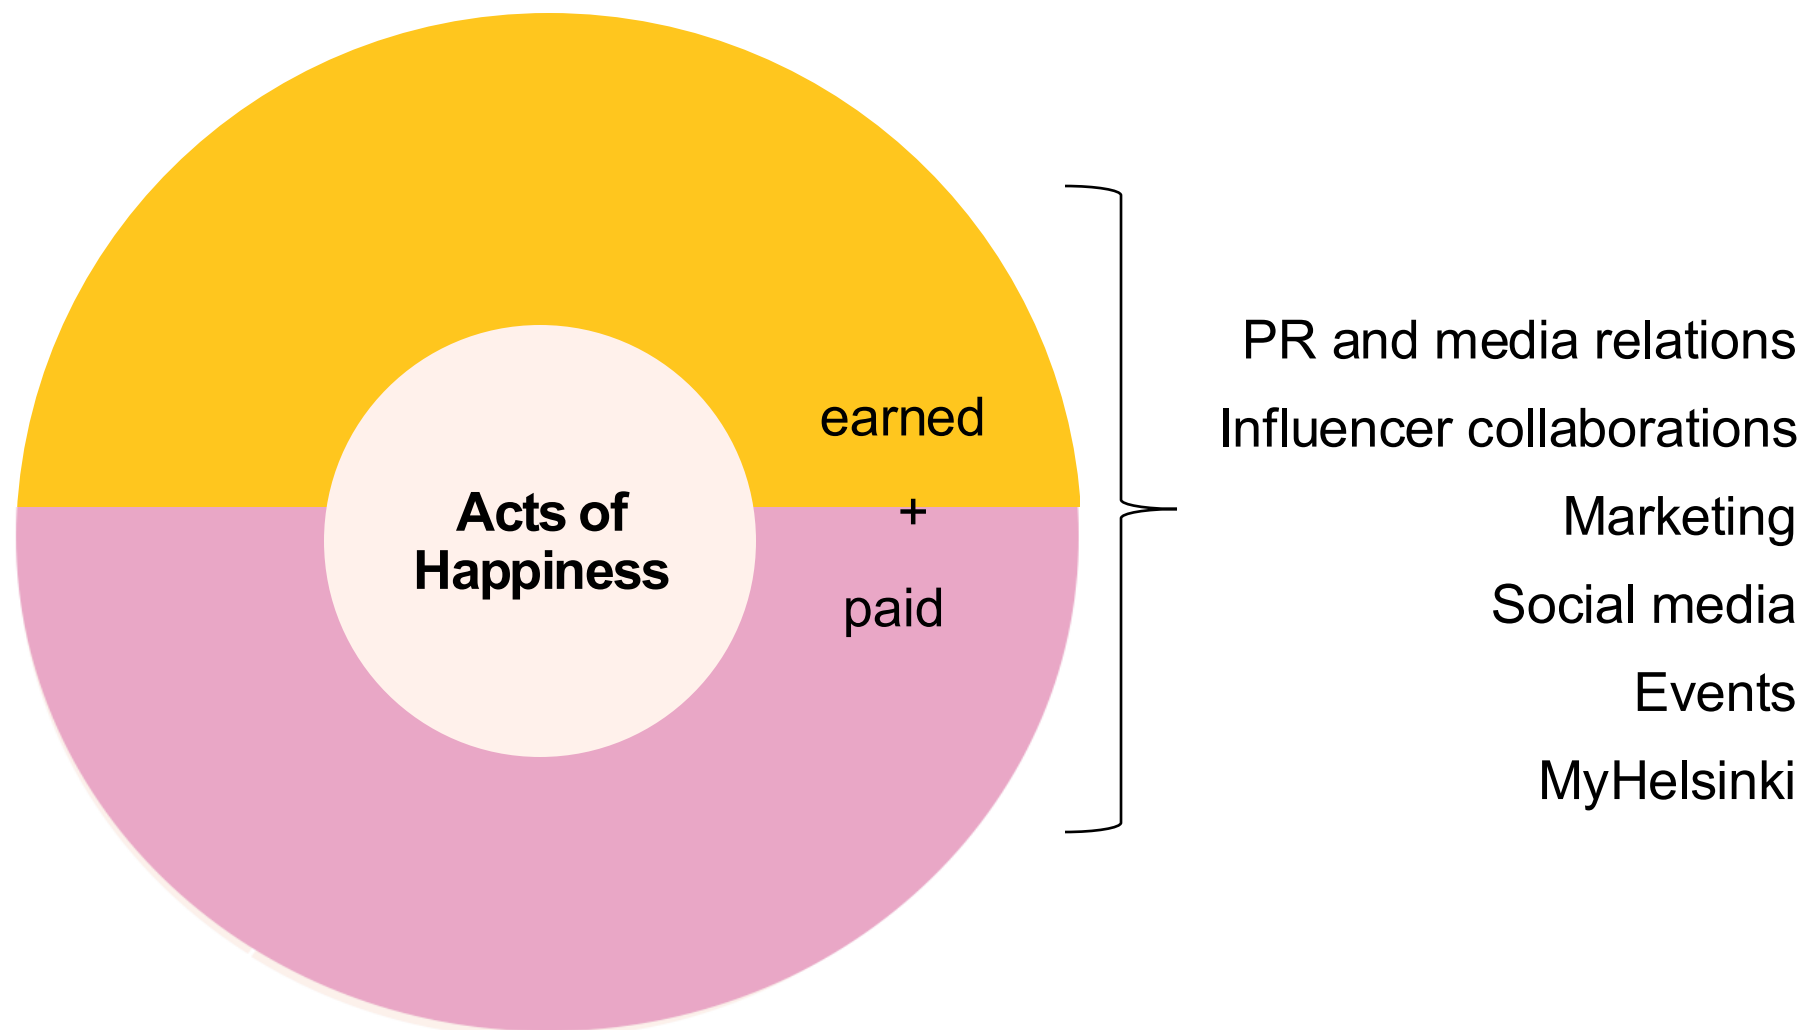 Acts of
Happiness
earned
+
paid
PR and media relations
Influencer collaborations
Marketing
Social media
Events
MyHelsinki